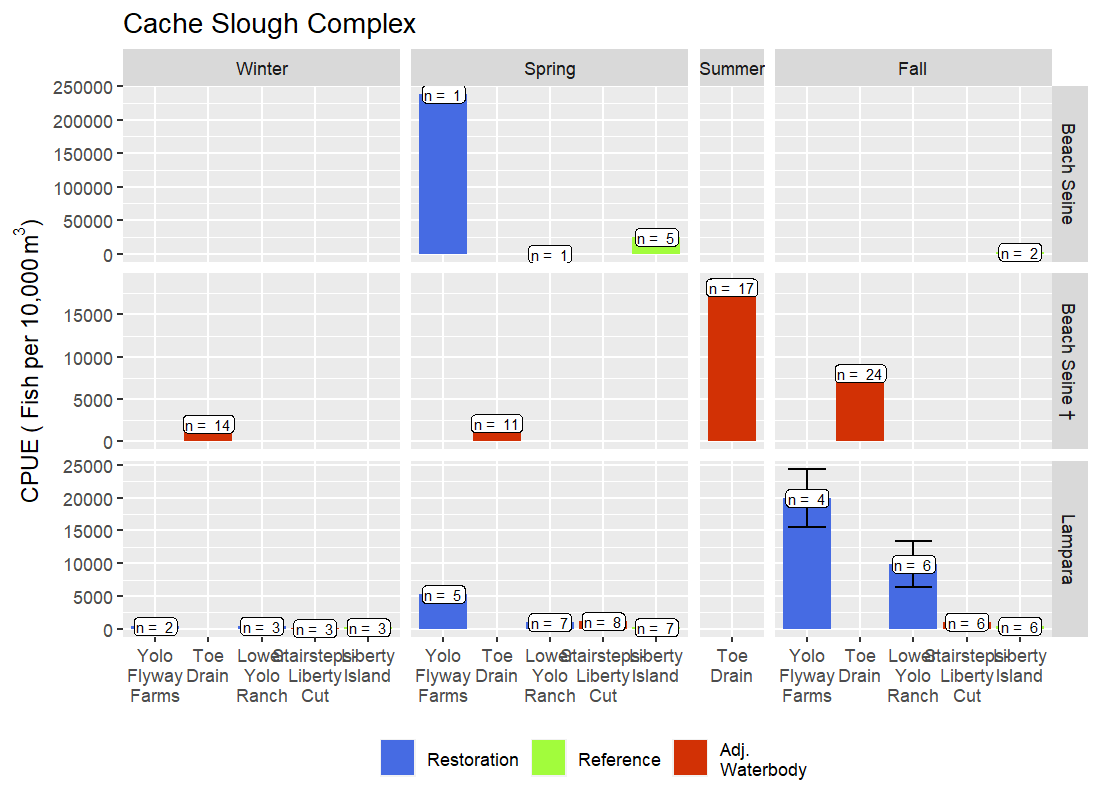 Cache Slough Complex
Winter
Spring
Summer
Fall
CPUE ( Fish per 10,000 m³)
250000
200000
150000
100000
50000
0
n = 1
n = 1
n = 5
n = 2
Beach Seine
15000
10000
5000
0
n = 14
n = 11
n = 17
n = 24
Beach Seine †
25000
20000
15000
10000
5000
0
n = 2
n = 3
n = 3
n = 3
n = 5
n = 7
n = 8
n = 7
n = 4
n = 6
n = 6
n = 6
Lampara
Yolo
Flyway
Farms
Toe
Drain
Lower
Yolo
Ranch
Stairsteps-
Liberty
Cut
Liberty
Island
Yolo
Flyway
Farms
Toe
Drain
Lower
Yolo
Ranch
Stairsteps-
Liberty
Cut
Liberty
Island
Toe
Drain
Yolo
Flyway
Farms
Toe
Drain
Lower
Yolo
Ranch
Stairsteps-
Liberty
Cut
Liberty
Island
Restoration
Reference
Adj.
Waterbody